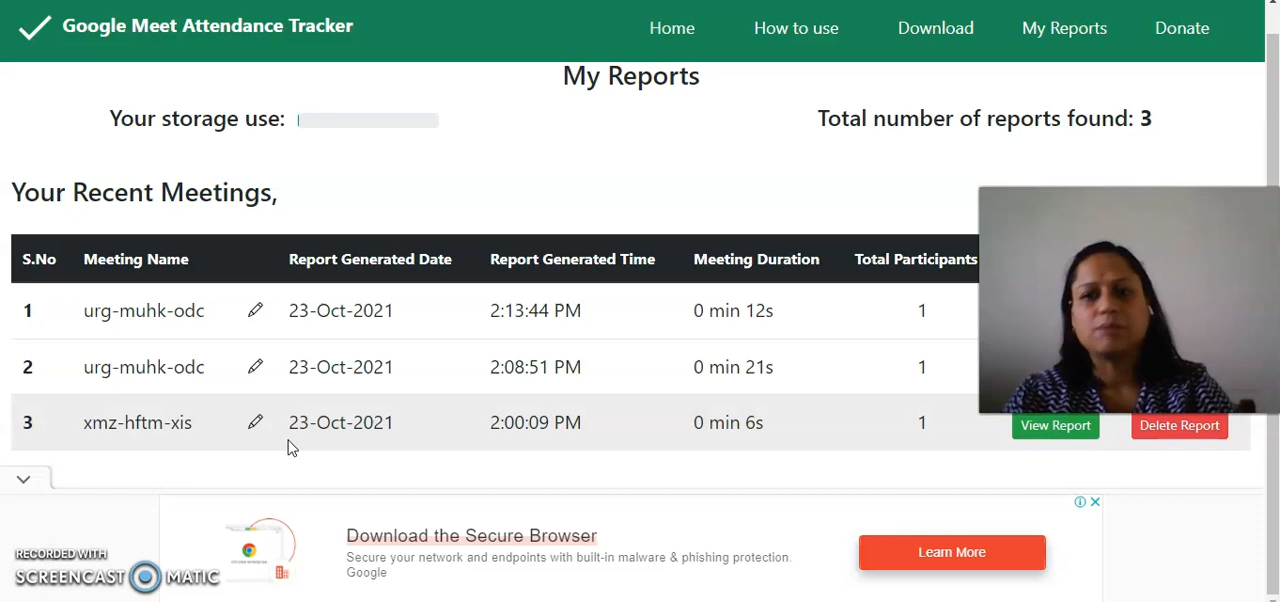 Google Meet Attendance Tracker Home How to use Download My Reports Donate
My Reports
Your storage use: Total number of reports found: 3
Your Recent Meetings,
S.No Meeting Name Report Generated Date Report Generated Time Meeting Duration Total Participants
1 urg-muhk-odc 23-Oct-2021 2:13:44 PM 0 min 12s 1
2 urg-muhk-odc 23-Oct-2021 2:08:51 PM 0 min 21s 1
3 xmz-hftm-xis 23-Oct-2021 2:00:09 PM 0 min 6s 1 View Report Delete Report
Download the Secure Browser
Secure your network and endpoints with built-in malware & phishing protection.
Google
Learn More
RECORDED WITH
SCREENCAST MATIC